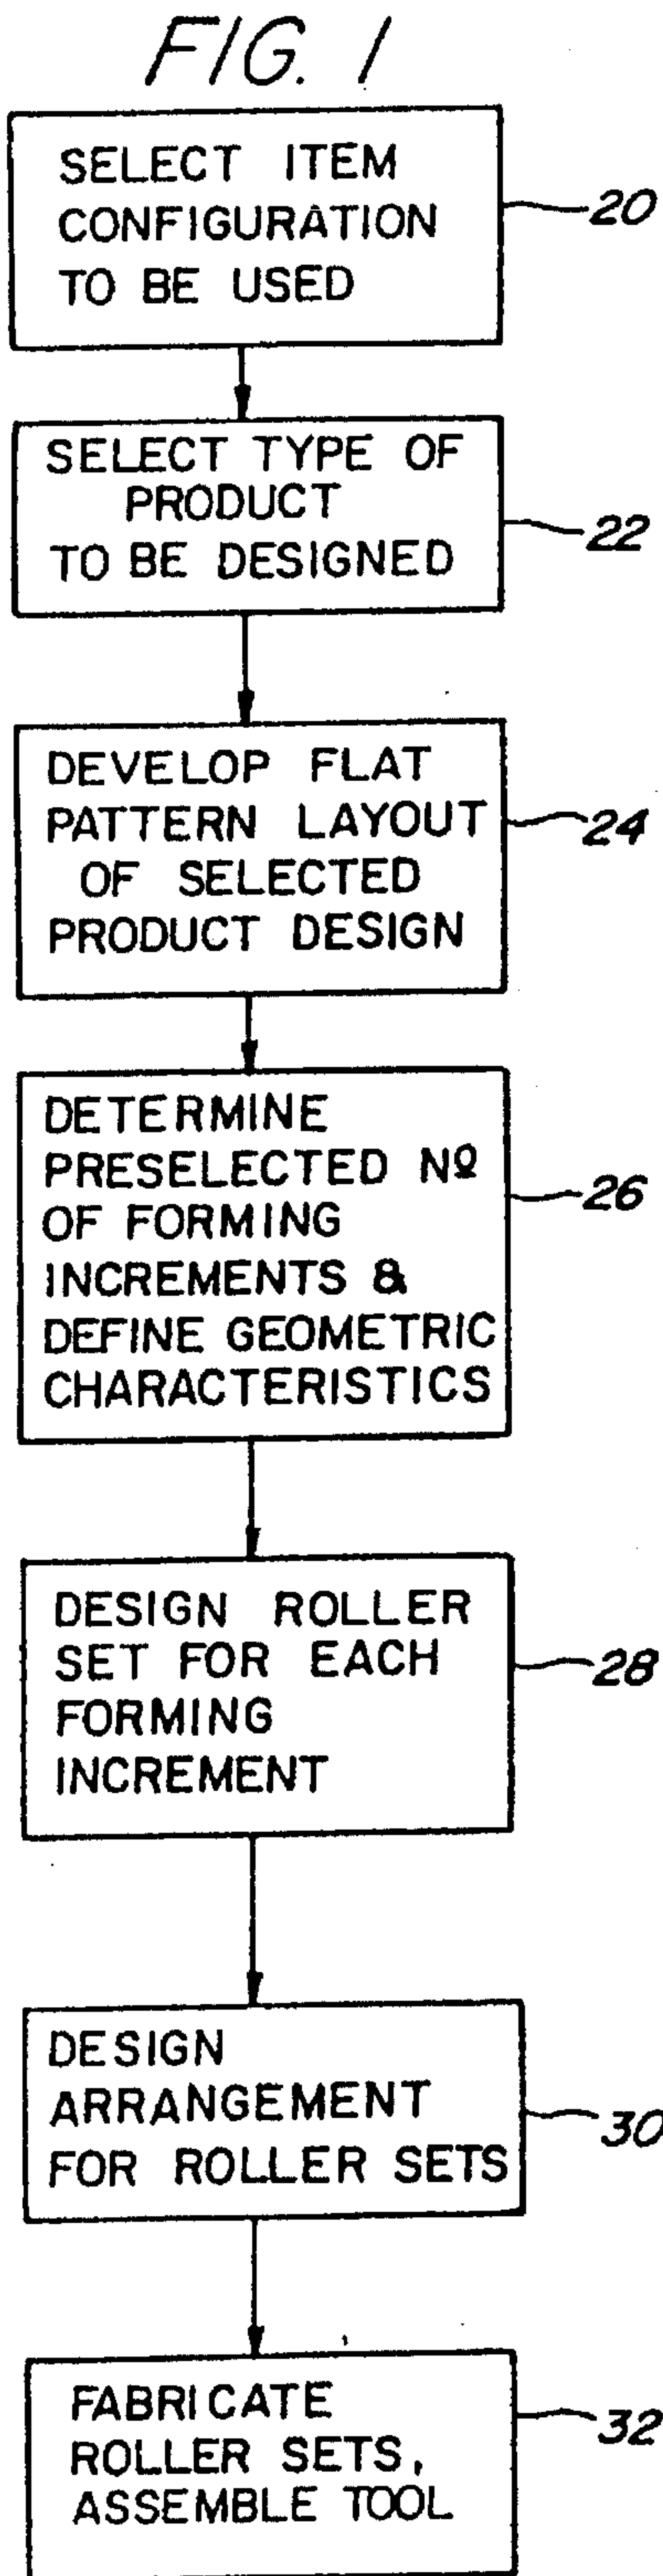 FIG. 1
SELECT ITEM
CONFIGURATION
TO BE USED
20
SELECT TYPE OF
PRODUCT
TO BE DESIGNED
22
DEVELOP FLAT
PATTERN LAYOUT
OF SELECTED
PRODUCT DESIGN
24
DETERMINE
PRESELECTED Nº
OF FORMING
INCREMENTS &
DEFINE GEOMETRIC
CHARACTERISTICS
26
DESIGN ROLLER
SET FOR EACH
FORMING
INCREMENT
28
DESIGN
ARRANGEMENT
FOR ROLLER SETS
30
FABRICATE
ROLLER SETS,
ASSEMBLE TOOL
32